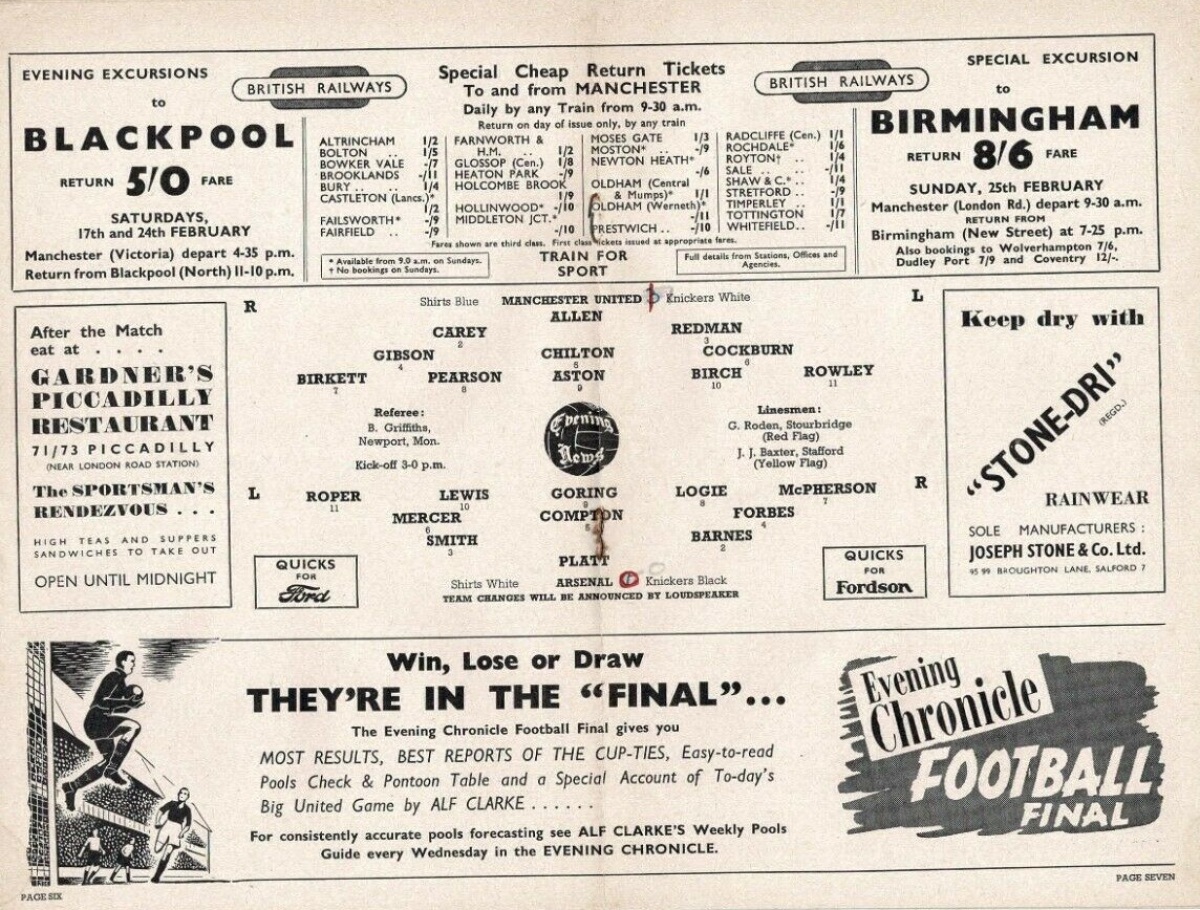 EVENING EXCURSIONS
to
BLACKPOOL
RETURN 5/0 FARE
SATURDAYS,
17th and 24th FEBRUARY
Manchester (Victoria) depart 4-35 p.m.
Return from Blackpool (North) 11-10 p.m.
BRITISH RAILWAYS
Special Cheap Return Tickets
To and from MANCHESTER
Daily by any Train from 9-30 a.m.
Return on day of issue only, by any train
ALTRINCHAM 1/2
BOLTON .. 1/5
BOWKER VALE -/7
BROOKLANDS -/11
BURY .. .. 1/4
CASTLETON (Lancs.)*
1/2
FAILSWORTH* -/9
FAIRFIELD .. -/9
FARNWORTH &
H.M. .. 1/2
GLOSSOP (Cen.) 1/8
HEATON PARK -/9
HOLCOMBE BROOK
1/9
HOLLINWOOD* -/10
MIDDLETON JCT.*
-/10
MOSES GATE 1/3
MOSTON* .. -/9
NEWTON HEATH*
-/6
OLDHAM (Central
& Mumps)* 1/1
OLDHAM (Werneth)*
-/11
PRESTWICH .. -/10
RADCLIFFE (Cen.) 1/1
ROCHDALE* 1/6
ROYTON† .. 1/4
SALE .. .. -/11
SHAW & C.* .. 1/4
STRETFORD .. -/9
TIMPERLEY .. 1/1
TOTTINGTON 1/7
WHITEFIELD .. -/11
Fares shown are third class. First class tickets issued at appropriate fares.
* Available from 9.0 a.m. on Sundays.
† No bookings on Sundays.
TRAIN FOR
SPORT
Full details from Stations, Offices and
Agencies.
BRITISH RAILWAYS
SPECIAL EXCURSION
to
BIRMINGHAM
RETURN 8/6 FARE
SUNDAY, 25th FEBRUARY
Manchester (London Rd.) depart 9-30 a.m.
RETURN FROM
Birmingham (New Street) at 7-25 p.m.
Also bookings to Wolverhampton 7/6,
Dudley Port 7/9 and Coventry 12/-.
After the Match
eat at . . . .
GARDNER'S
PICCADILLY
RESTAURANT
71/73 PICCADILLY
(NEAR LONDON ROAD STATION)
The SPORTSMAN'S
RENDEZVOUS . . .
HIGH TEAS AND SUPPERS
SANDWICHES TO TAKE OUT
OPEN UNTIL MIDNIGHT
R L
Shirts Blue MANCHESTER UNITED Knickers White
ALLEN
CAREY REDMAN
2 3
GIBSON CHILTON COCKBURN
4 5 6
BIRKETT PEARSON ASTON BIRCH ROWLEY
7 8 9 10 11
Referee:
B. Griffiths,
Newport, Mon.
Kick-off 3-0 p.m.
Evening
News
Linesmen:
G. Roden, Stourbridge
(Red Flag)
J. J. Baxter, Stafford
(Yellow Flag)
L R
ROPER LEWIS GORING LOGIE McPHERSON
11 10 9 7
MERCER COMPTON FORBES
6 5 4
SMITH BARNES
3 2
PLATT
Shirts White ARSENAL 0 Knickers Black
TEAM CHANGES WILL BE ANNOUNCED BY LOUDSPEAKER
QUICKS
FOR
Ford
QUICKS
FOR
Fordson
Keep dry with
"STONE-DRI"
(REGD.)
RAINWEAR
SOLE MANUFACTURERS :
JOSEPH STONE & Co. Ltd.
95 99 BROUGHTON LANE, SALFORD 7
Win, Lose or Draw
THEY'RE IN THE "FINAL"...
The Evening Chronicle Football Final gives you
MOST RESULTS, BEST REPORTS OF THE CUP-TIES, Easy-to-read
Pools Check & Pontoon Table and a Special Account of To-day's
Big United Game by ALF CLARKE . . . . . .
For consistently accurate pools forecasting see ALF CLARKE'S Weekly Pools
Guide every Wednesday in the EVENING CHRONICLE.
Evening
Chronicle
FOOTBALL
FINAL
PAGE SIX
PAGE SEVEN